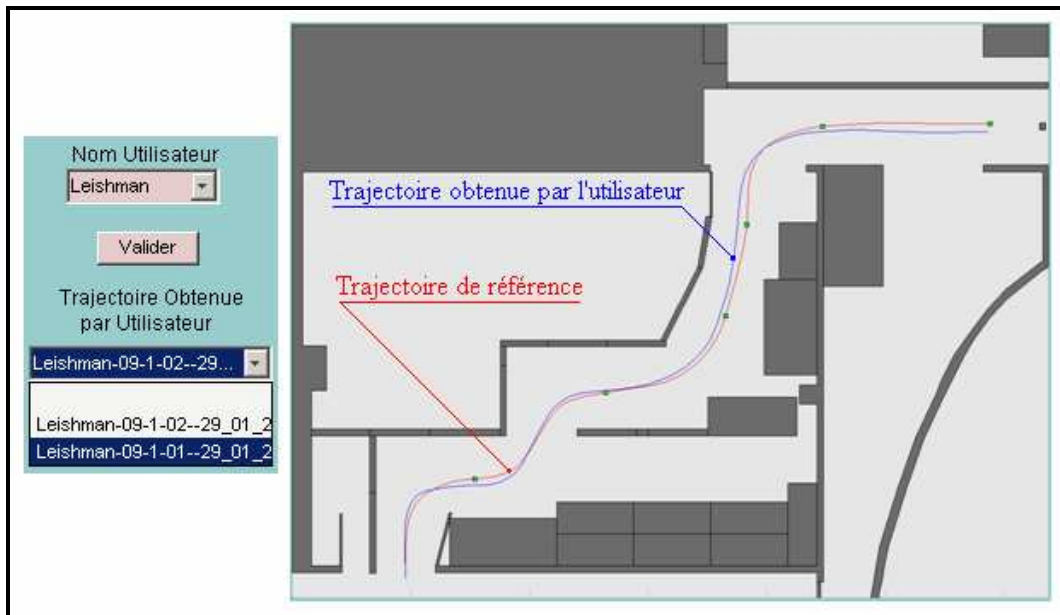 Nom Utilisateur
Leishman
Valider
Trajectoire Obtenue
par Utilisateur
Leishman-09-1-02--29...
Leishman-09-1-02--29_01_2
Leishman-09-1-01--29_01_2
Trajectoire obtenue par l'utilisateur
Trajectoire de référence